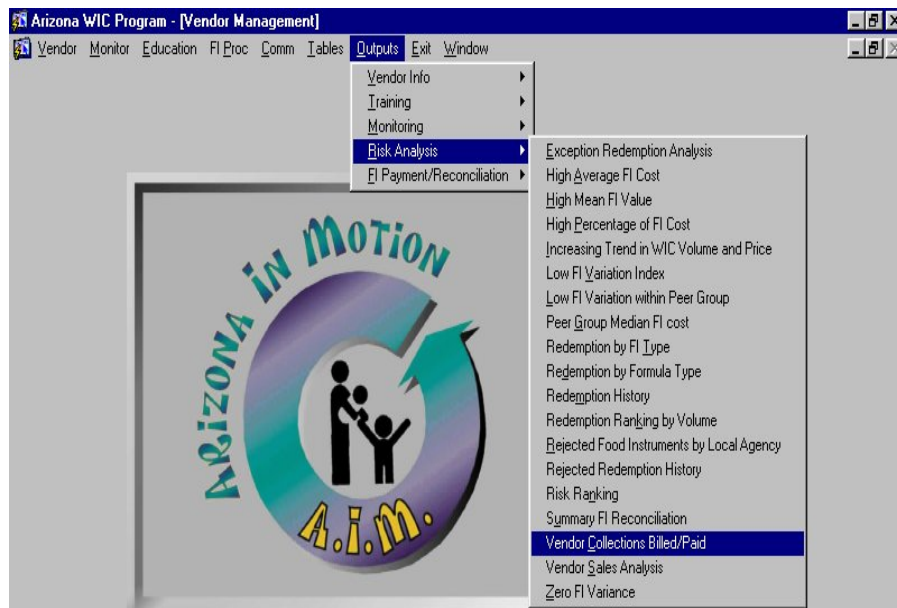 Arizona WIC Program - [Vendor Management]
Vendor Monitor Education FI Proc Comm Tables Outputs Exit Window
Vendor Info
Training
Monitoring
Risk Analysis
FI Payment/Reconciliation
Exception Redemption Analysis
High Average FI Cost
High Mean FI Value
High Percentage of FI Cost
Increasing Trend in WIC Volume and Price
Low FI Variation Index
Low FI Variation within Peer Group
Peer Group Median FI cost
Redemption by FI Type
Redemption by Formula Type
Redemption History
Redemption Ranking by Volume
Rejected Food Instruments by Local Agency
Rejected Redemption History
Risk Ranking
Summary FI Reconciliation
Vendor Collections Billed/Paid
Vendor Sales Analysis
Zero FI Variance
ARiZONA iN MOTiON
A.i.m.